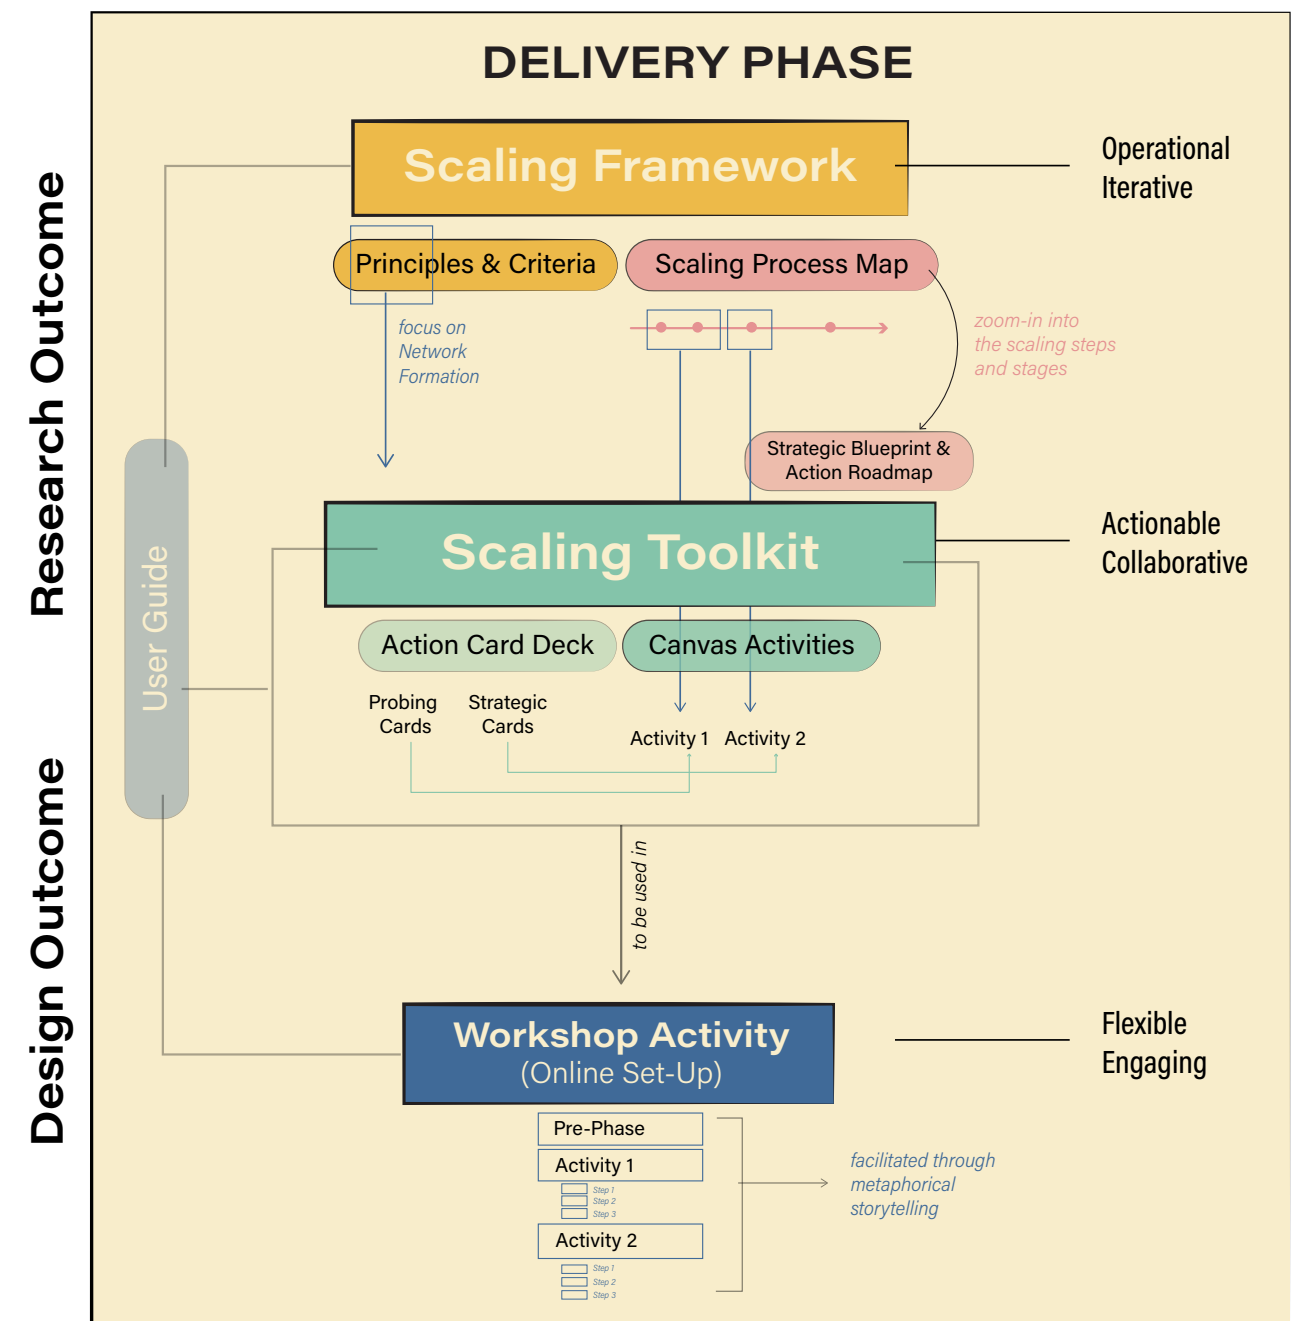 DELIVERY PHASE
Scaling Framework
Operational
Iterative
Principles & Criteria
Scaling Process Map
focus on
Network
Formation
zoom-in into
the scaling steps
and stages
Strategic Blueprint &
Action Roadmap
Research Outcome
Scaling Toolkit
Actionable
Collaborative
User Guide
Action Card Deck
Canvas Activities
Probing
Cards
Strategic
Cards
Activity 1
Activity 2
to be used in
Design Outcome
Workshop Activity
(Online Set-Up)
Flexible
Engaging
Pre-Phase
Activity 1
Step 1
Step 2
Step 3
Activity 2
Step 1
Step 2
Step 3
facilitated through
metaphorical
storytelling